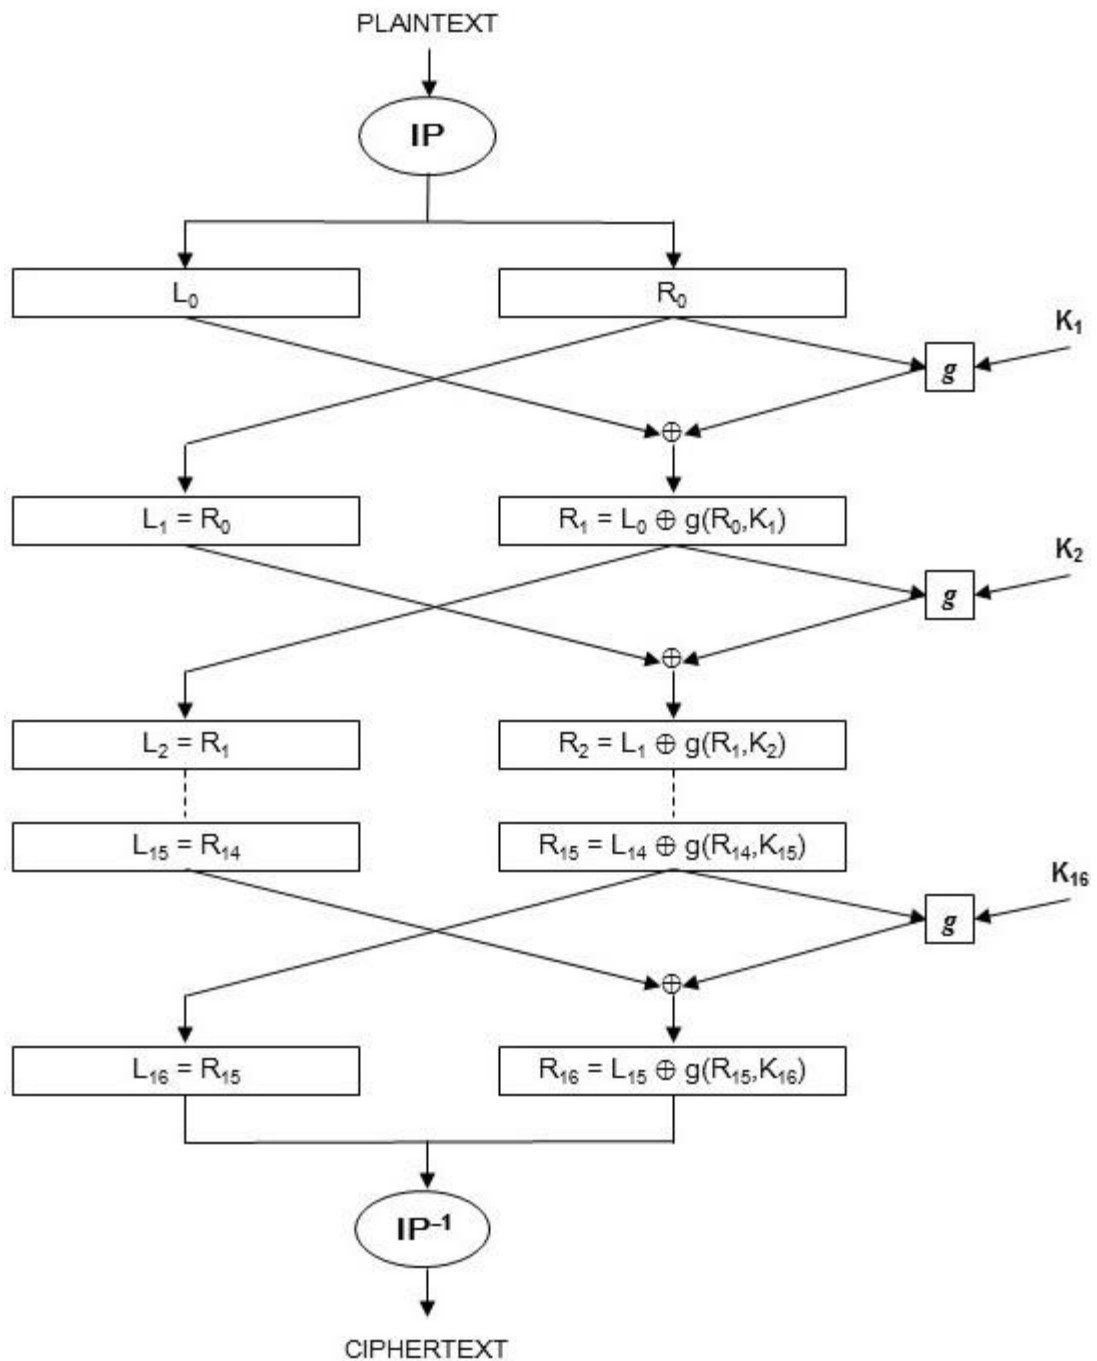 PLAINTEXT
IP
L₀ R₀
K₁
g
⊕
L₁ = R₀ R₁ = L₀ ⊕ g(R₀,K₁)
K₂
g
⊕
L₂ = R₁ R₂ = L₁ ⊕ g(R₁,K₂)
L₁₅ = R₁₄ R₁₅ = L₁₄ ⊕ g(R₁₄,K₁₅)
K₁₆
g
⊕
L₁₆ = R₁₅ R₁₆ = L₁₅ ⊕ g(R₁₅,K₁₆)
IP⁻¹
CIPHERTEXT